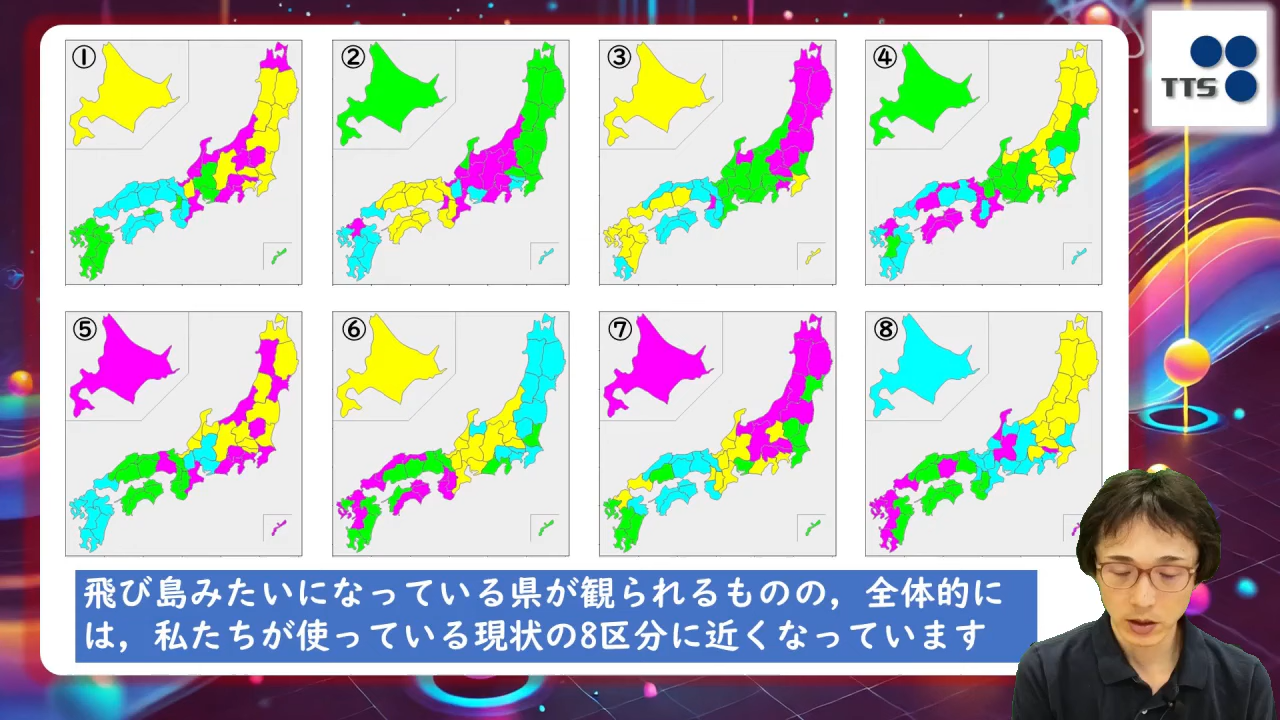 ①
②
③
④
TTS
⑤
⑥
⑦
⑧
飛び島みたいになっている県が観られるものの，全体的に
は，私たちが使っている現状の8区分に近くなっています